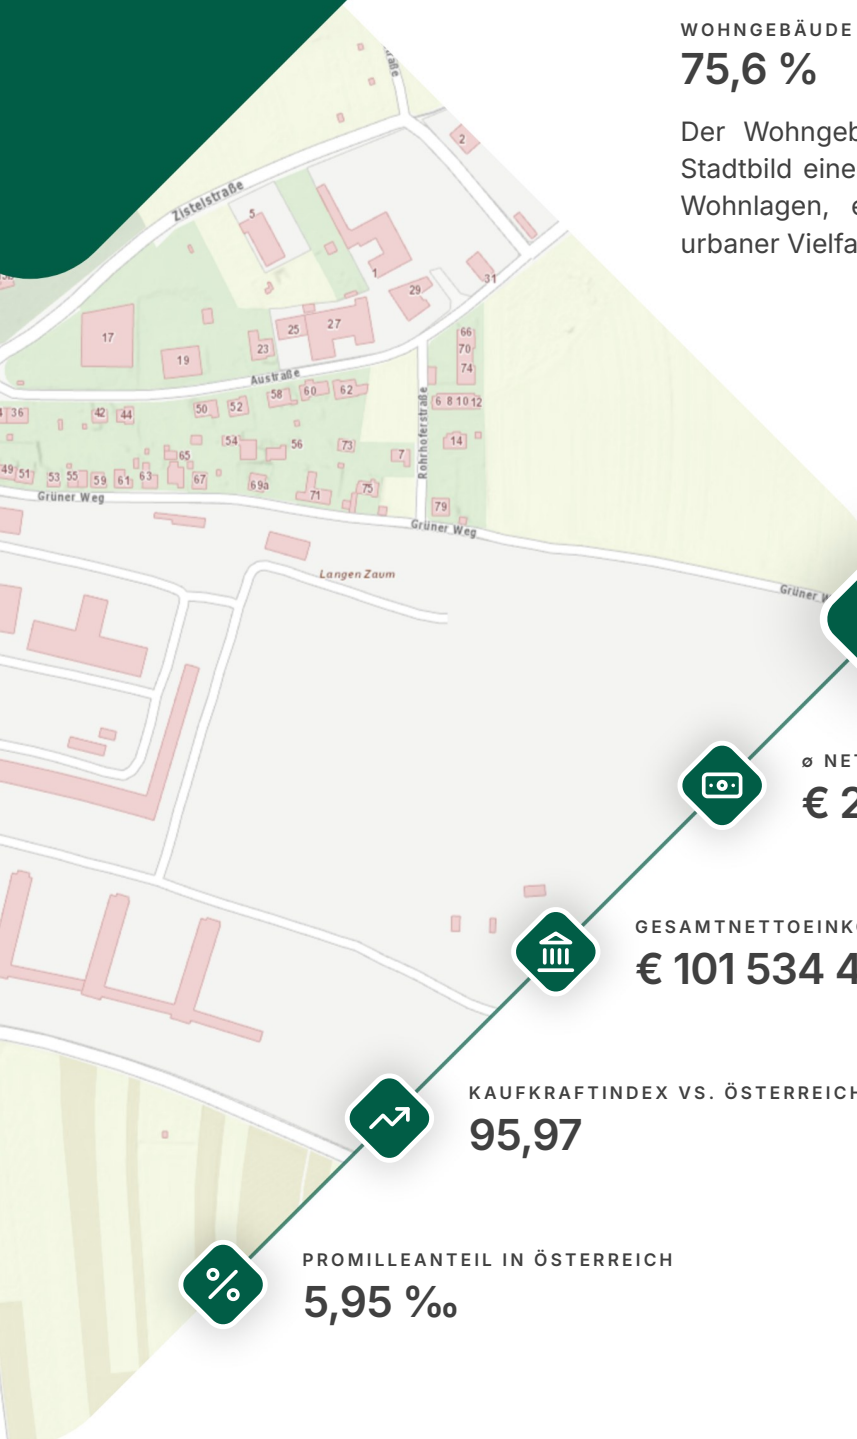 WOHNGEBÄUDE
75,6 %
Der Wohngeb
Stadtbild eine
Wohnlagen, e
urbaner Vielfa
raße
2
Zistelstraße
5
1
31
29
17
19
23
25
27
Austraße
66
70
74
58
60
62
6 8 10 12
36
42
44
50
52
Rohrhoferstraße
54
56
73
7
14
65
49
51
53
55
59
61
63
67
69a
71
75
79
Grüner Weg
Grüner Weg
Langen Zaum
Grüner W
ø NET
€ 2
GESAMTNETTOEINKO
€ 101 534 4
KAUFKRAFTINDEX VS. ÖSTERREICH
95,97
PROMILLEANTEIL IN ÖSTERREICH
5,95 ‰